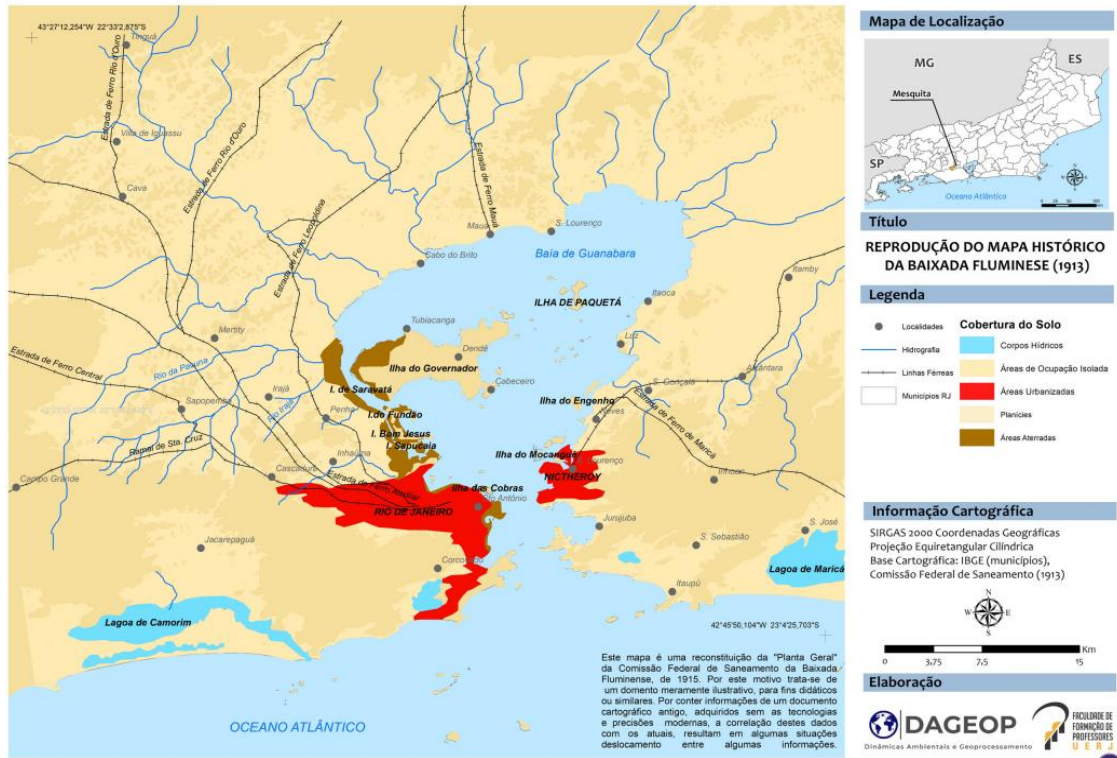 43°27'12,254"W 22°33'2,875"S
Tinguá
Estrada de Ferro Rio d'Ouro
Villa de Iguassu
Estrada de Ferro Rio d'Ouro
Cava
Estrada de Ferro Leopoldina
Estrada de Ferro Mauá
Mauá
S. Lourenço
Cabo do Brito
Baía de Guanabara
Itamby
ILHA DE PAQUETÁ
Itaoca
Tubiacanga
Mertity
Dendê
Luz
Estrada de Ferro Central
Rio da Pavuna
Ilha do Governador
Alcântara
I. de Saravatá
Cabeceiro
S. Gonçalo
Irajá
Sapopemba
Rio Irajá
Penha
I.do Fundão
Ilha do Engenho
Neves
Estrada de Ferro de Maricá
I. Bom Jesus
I. Sapucaia
Ramal de Sta. Cruz
Inhaúma
Ilha do Mocanguê
Lourenço
Cascadura
NICTHEROY
Campo Grande
Estrada de Ferro Auxiliar
Ilha das Cobras
Sto Antônio
RIO DE JANEIRO
Jurujuba
S. José
Jacarepaguá
S. Sebastião
Corcovado
Lagoa de Maricá
Itaupú
Lagoa de Camorim
42°45'50,104"W 23°4'25,703"S
OCEANO ATLÂNTICO
Este mapa é uma reconstituição da "Planta Geral"
da Comissão Federal de Saneamento da Baixada
Fluminense, de 1915. Por este motivo trata-se de
um domento meramente ilustrativo, para fins didáticos
ou similares. Por conter informações de um documento
cartográfico antigo, adquiridos sem as tecnologias
e precisões modernas, a correlação destes dados
com os atuais, resultam em algumas situações
deslocamento entre algumas informações.
Mapa de Localização
MG
ES
Mesquita
SP
Oceano Atlântico
Título
REPRODUÇÃO DO MAPA HISTÓRICO
DA BAIXADA FLUMINESE (1913)
Legenda
Localidades
Hidrografia
Linhas Férreas
Municípios RJ
Cobertura do Solo
Corpos Hídricos
Áreas de Ocupação Isolada
Áreas Urbanizadas
Planícies
Áreas Aterradas
Informação Cartográfica
SIRGAS 2000 Coordenadas Geográficas
Projeção Equiretangular Cilíndrica
Base Cartográfica: IBGE (municípios),
Comissão Federal de Saneamento (1913)
N
W E
S
Km
0 3,75 7,5 15
Elaboração
DAGEOP
Dinâmicas Ambientais e Geoprocessamento
FACULDADE DE
FORMAÇÃO DE
PROFESSORES
UERJ